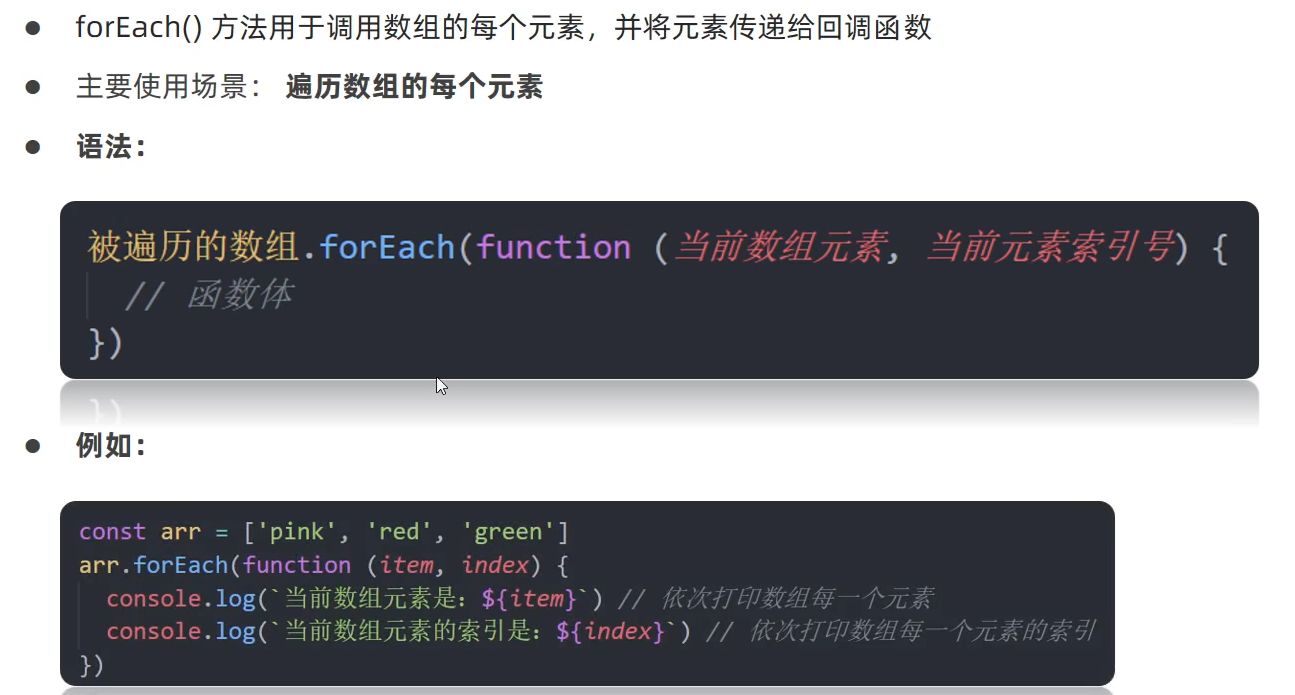 forEach() 方法用于调用数组的每个元素，并将元素传递给回调函数
主要使用场景： 遍历数组的每个元素
语法：
被遍历的数组.forEach(function (当前数组元素, 当前元素索引号) {
// 函数体
})
})
例如：
const arr = ['pink', 'red', 'green']
arr.forEach(function (item, index) {
console.log(`当前数组元素是：${item}`) // 依次打印数组每一个元素
console.log(`当前数组元素的索引是：${index}`) // 依次打印数组每一个元素的索引
})